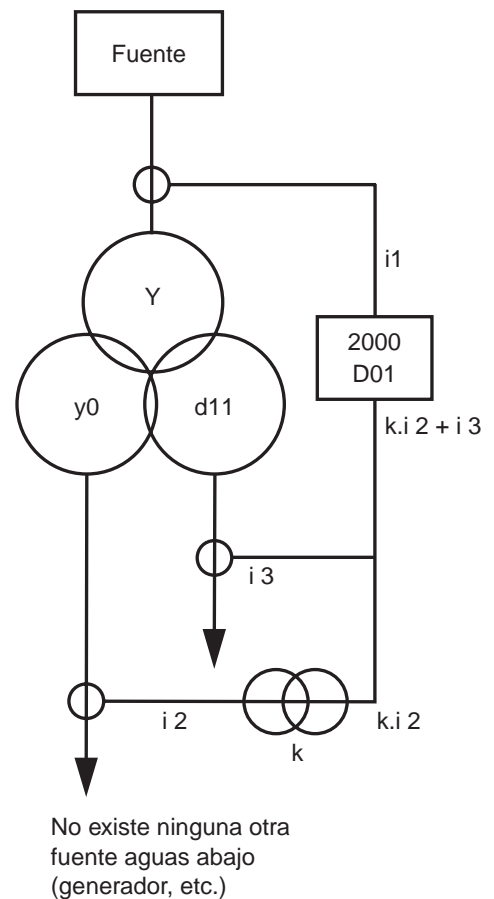 Fuente
i1
Y
2000
D01
y0
d11
k.i 2 + i 3
i 3
i 2
k.i 2
k
No existe ninguna otra
fuente aguas abajo
(generador, etc.)